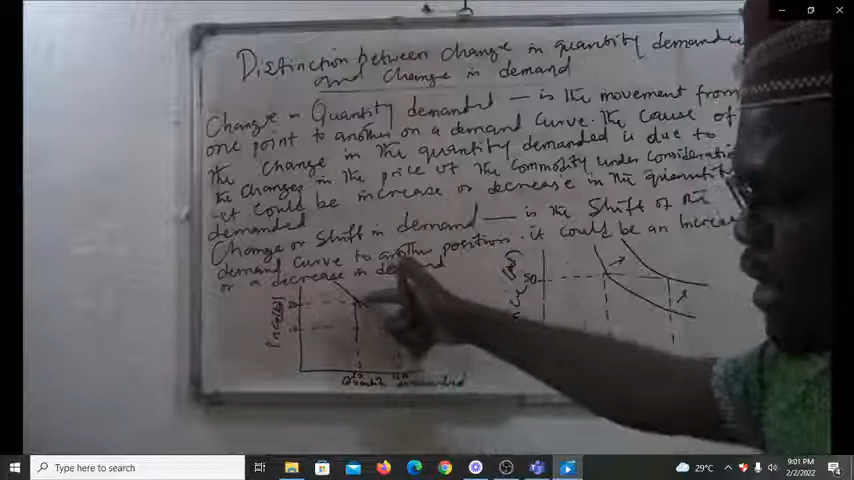 Distinction between Change in quantity demanded
and Change in demand
Change in Quantity demanded — is the movement from
one point to another on a demand curve. The cause of
the change in the quantity demanded is due to
the changes in the price of the commodity under consideration
it could be increase or decrease in the quantity
demanded
Change or Shift in demand — is the Shift of the
demand curve to another position. it could be an Increase
or a decrease in demand
50
Quantity demanded
Type here to search
29°C
9:01 PM
2/2/2022